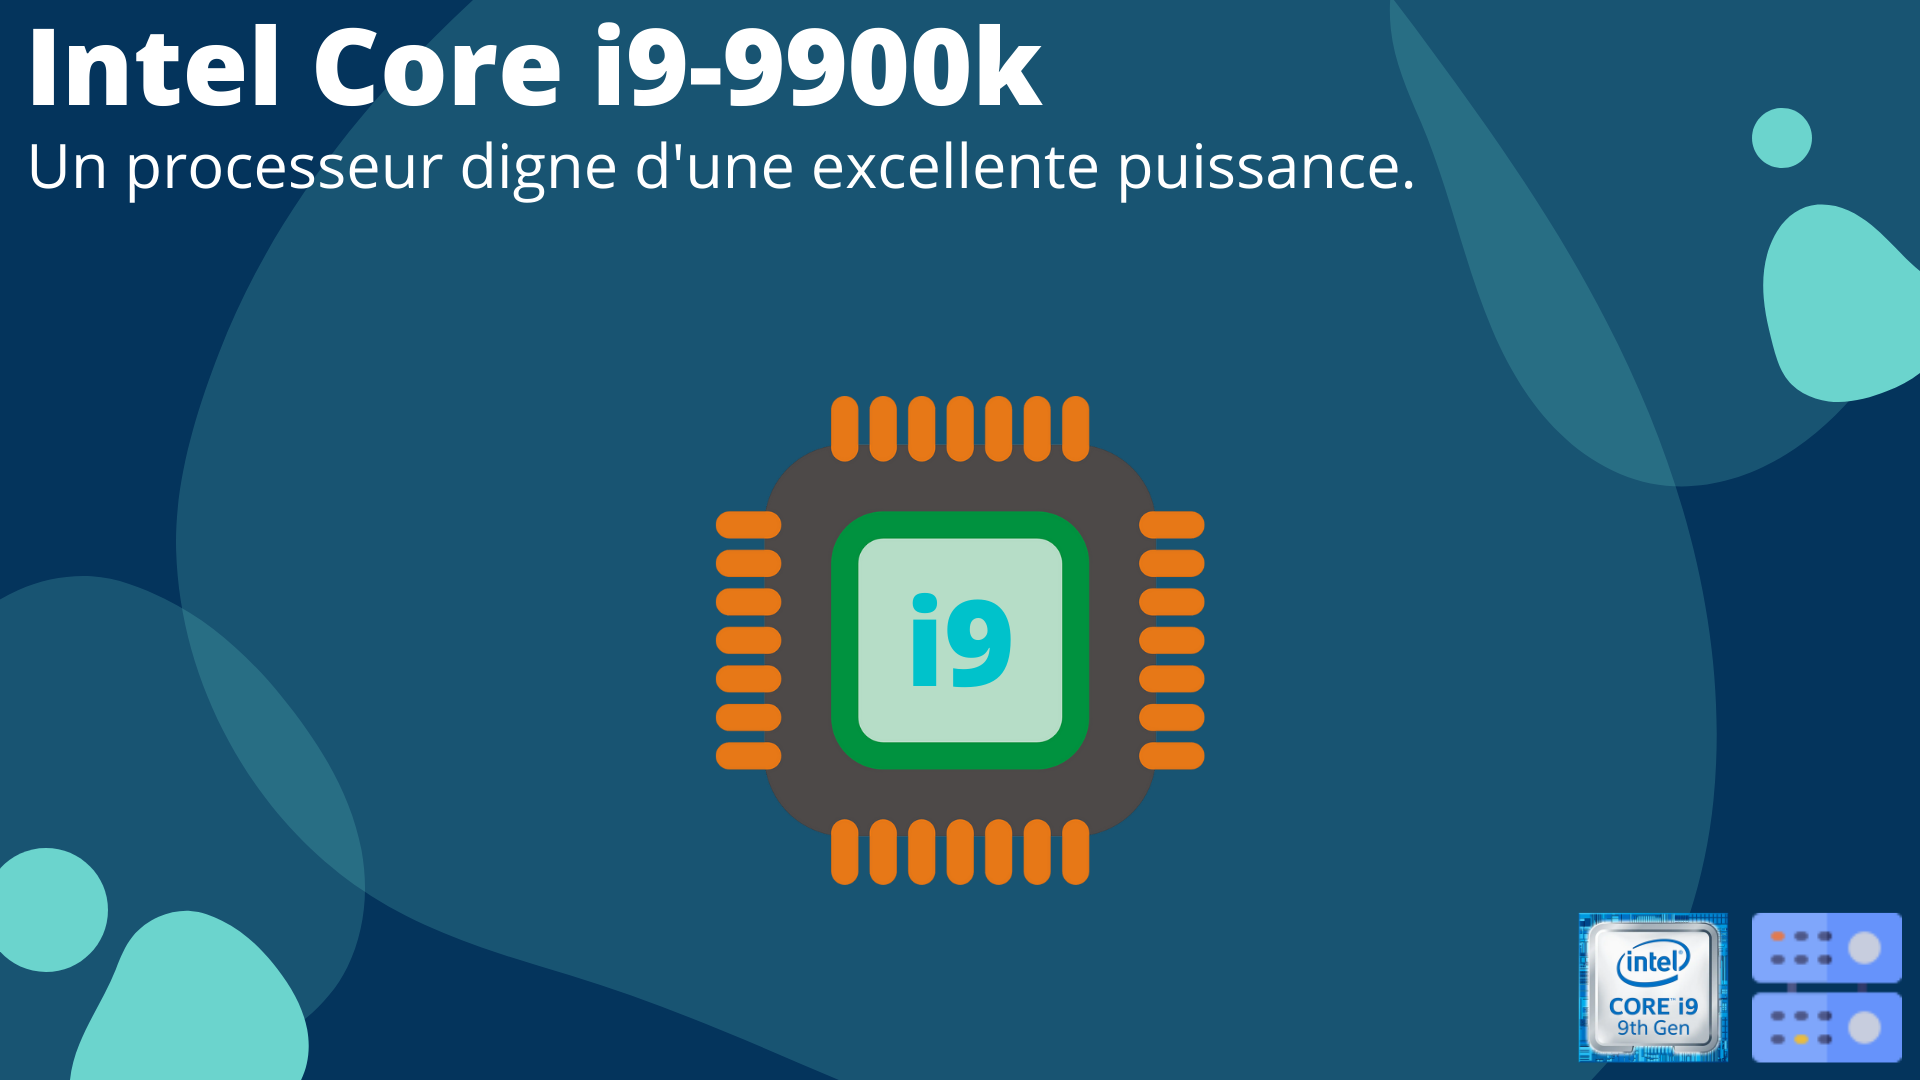 Intel Core i9-9900k
Un processeur digne d'une excellente puissance.
i9
intel
CORE™ i9
9th Gen